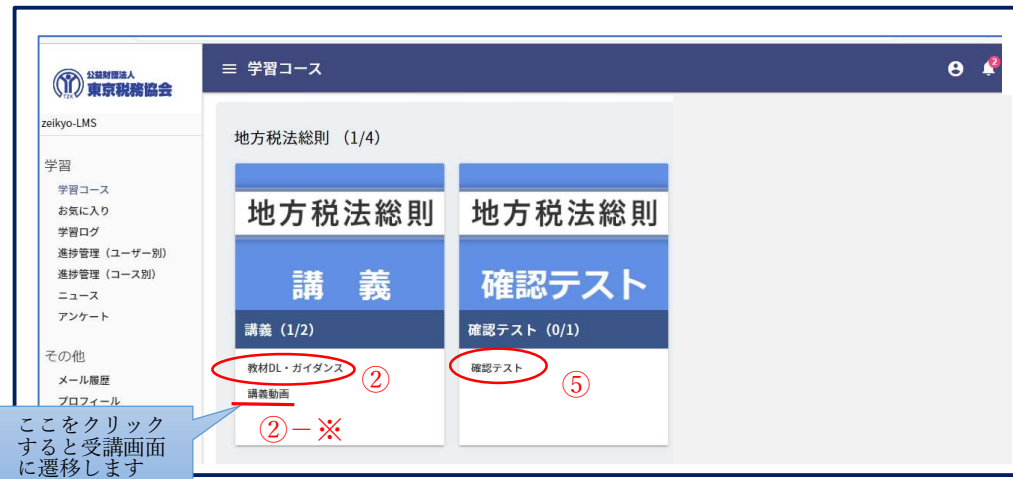 公益財団法人
東京税務協会
TZK
zeikyo-LMS
学習
学習コース
お気に入り
学習ログ
進捗管理（ユーザー別）
進捗管理（コース別）
ニュース
アンケート
その他
メール履歴
プロフィール
≡ 学習コース
2
地方税法総則 （1/4）
地方税法総則
講 義
講義（1/2）
教材DL・ガイダンス
②
講義動画
②－※
地方税法総則
確認テスト
確認テスト（0/1）
確認テスト
⑤
ここをクリック
すると受講画面
に遷移します